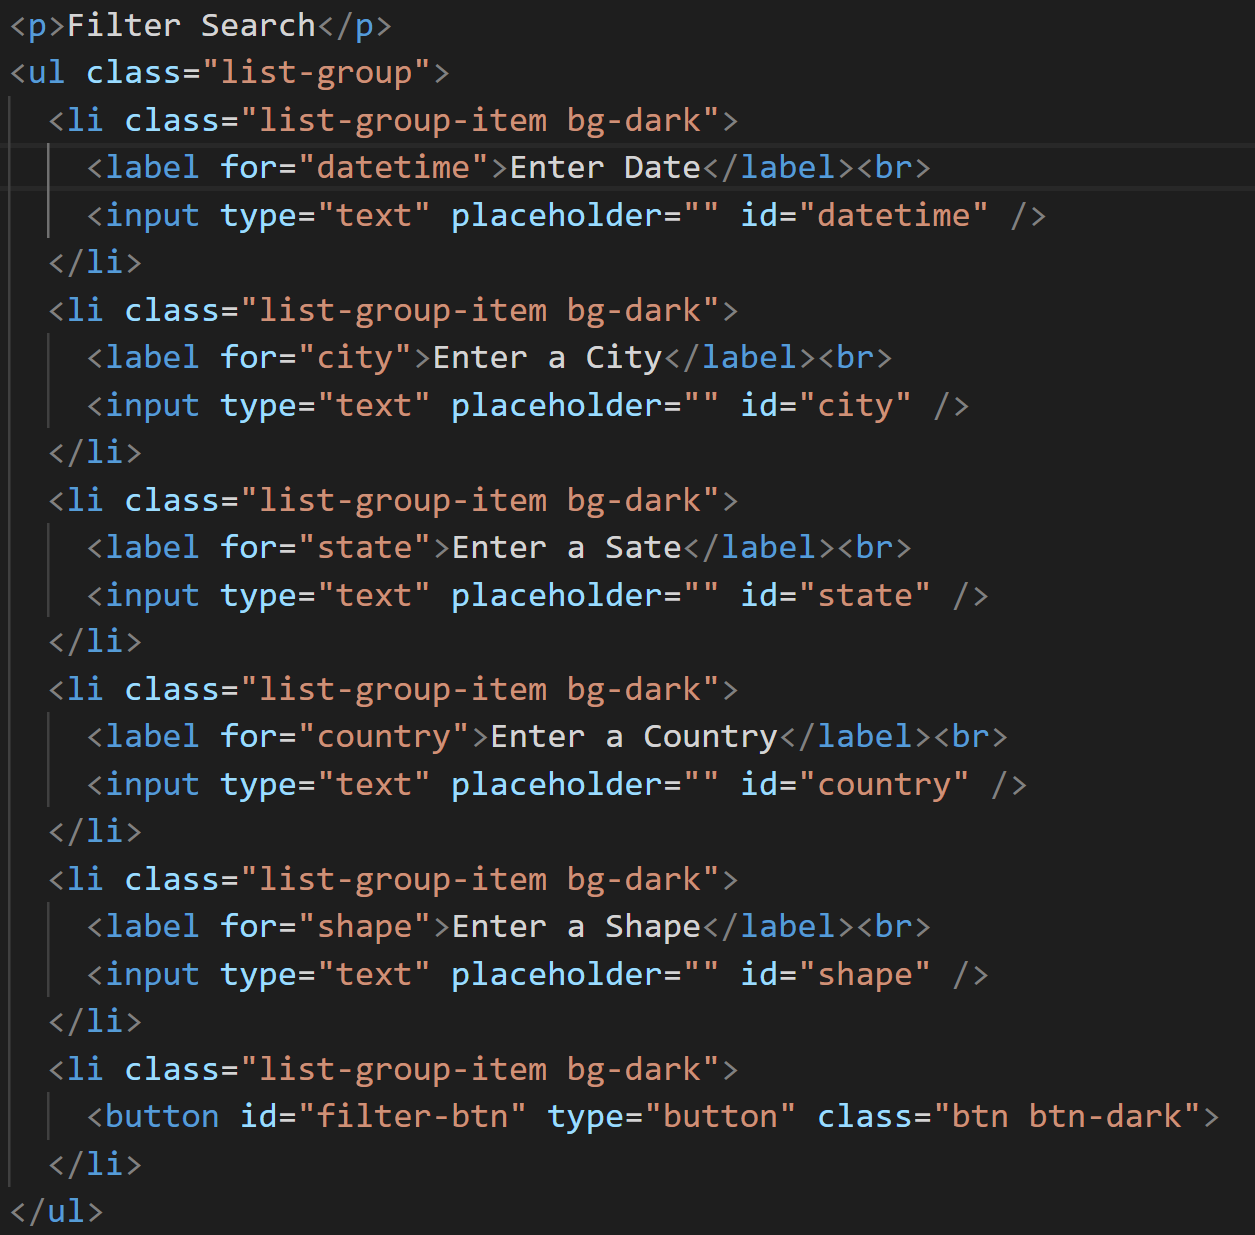 <p>Filter Search</p>
<ul class="list-group">
<li class="list-group-item bg-dark">
<label for="datetime">Enter Date</label><br>
<input type="text" placeholder="" id="datetime" />
</li>
<li class="list-group-item bg-dark">
<label for="city">Enter a City</label><br>
<input type="text" placeholder="" id="city" />
</li>
<li class="list-group-item bg-dark">
<label for="state">Enter a Sate</label><br>
<input type="text" placeholder="" id="state" />
</li>
<li class="list-group-item bg-dark">
<label for="country">Enter a Country</label><br>
<input type="text" placeholder="" id="country" />
</li>
<li class="list-group-item bg-dark">
<label for="shape">Enter a Shape</label><br>
<input type="text" placeholder="" id="shape" />
</li>
<li class="list-group-item bg-dark">
<button id="filter-btn" type="button" class="btn btn-dark">
</li>
</ul>